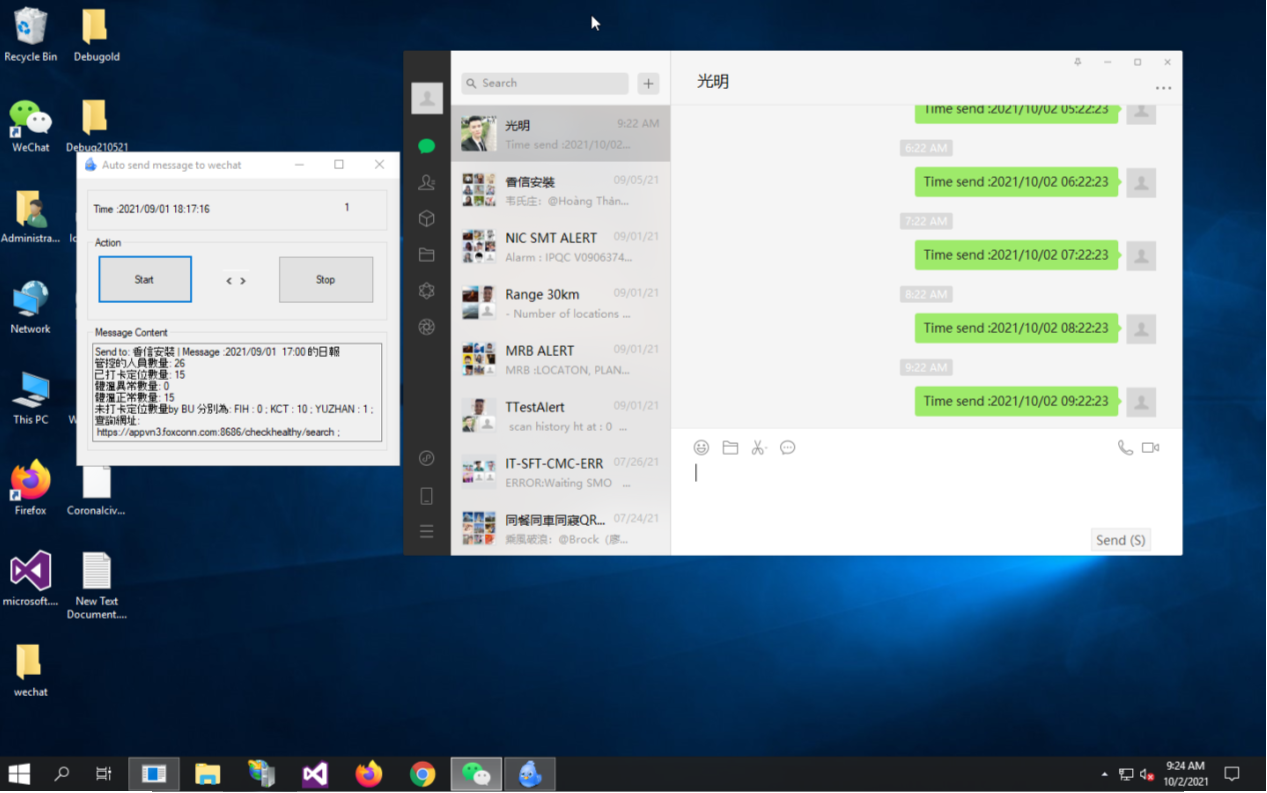 Recycle Bin
Debugold
WeChat
Debug210521
Administra...
Network
This PC
Firefox
Coronalciv...
microsoft....
New Text
Document....
wechat
Auto send message to wechat
Time :2021/09/01 18:17:16
1
Action
Start
< >
Stop
Message Content
Send to: 香信安裝 | Message :2021/09/01 17:00 的日報
管控的人員數量: 26
已打卡定位數量: 15
體溫異常數量: 0
體溫正常數量: 15
未打卡定位數量by BU 分別為: FIH : 0 ; KCT : 10 ; YUZHAN : 1 ;
查詢網址:
https://appvn3.foxconn.com:8686/checkhealthy/search ;
Search
光明
9:22 AM
Time send :2021/10/02...
香信安裝
09/05/21
韦氏庄: @Hoàng Thán...
NIC SMT ALERT
09/01/21
Alarm : IPQC V0906374...
Range 30km
09/01/21
- Number of locations ...
MRB ALERT
09/01/21
MRB :LOCATON, PLAN...
TTestAlert
09/01/21
scan history ht at : 0 ...
IT-SFT-CMC-ERR
07/26/21
ERROR:Waiting SMO ...
同餐同車同寢QR...
07/24/21
乘風破浪: @Brock (廖...
光明
Time send :2021/10/02 05:22:23
6:22 AM
Time send :2021/10/02 06:22:23
7:22 AM
Time send :2021/10/02 07:22:23
8:22 AM
Time send :2021/10/02 08:22:23
9:22 AM
Time send :2021/10/02 09:22:23
Send (S)
9:24 AM
10/2/2021